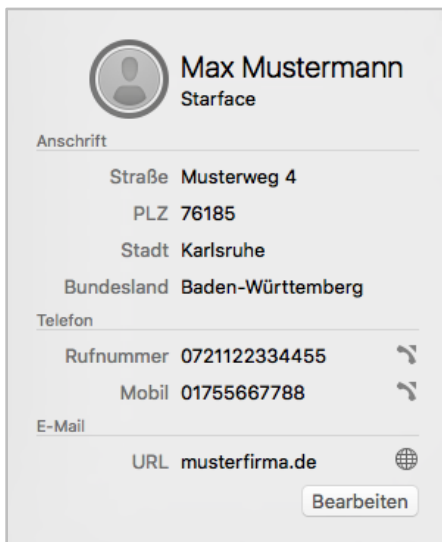 Max Mustermann
Starface
Anschrift
Straße Musterweg 4
PLZ 76185
Stadt Karlsruhe
Bundesland Baden-Württemberg
Telefon
Rufnummer 0721122334455
Mobil 01755667788
E-Mail
URL musterfirma.de
Bearbeiten